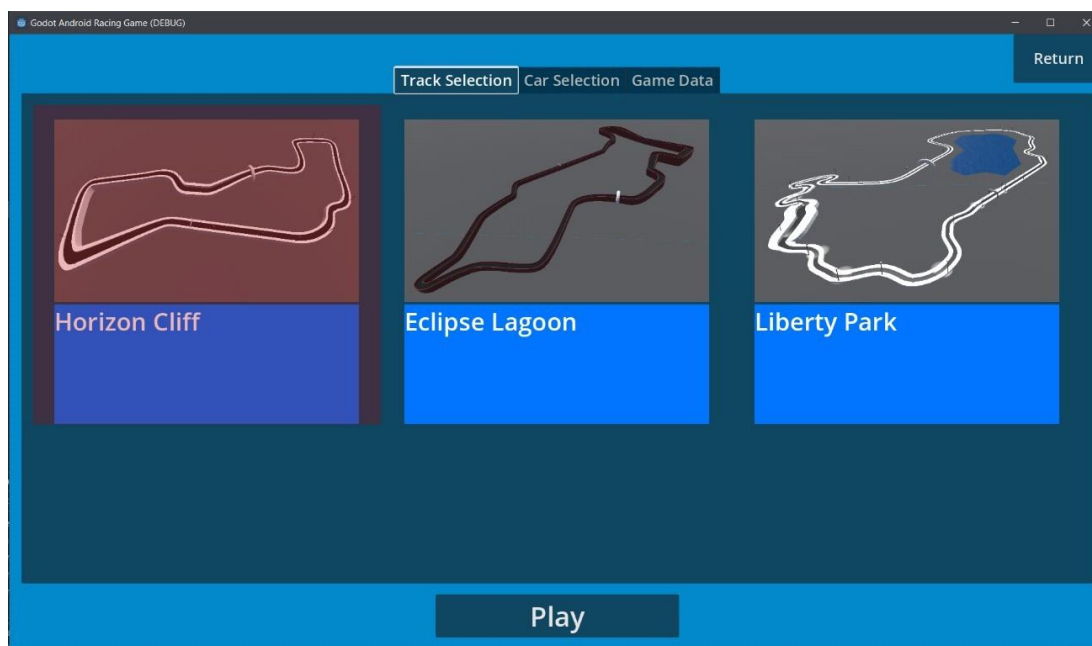 Godot Android Racing Game (DEBUG)
Return
Track Selection Car Selection Game Data
Horizon Cliff
Eclipse Lagoon
Liberty Park
Play